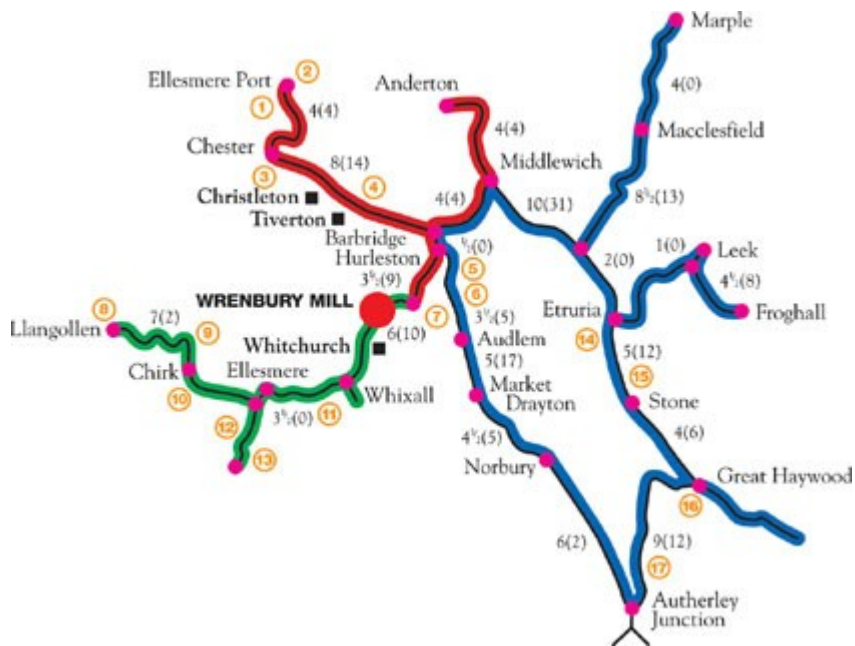 Marple
Ellesmere Port
2
1
4(4)
Anderton
4(4)
4(0)
Macclesfield
Chester
3
8(14)
4
Middlewich
Christleton
Tiverton
4(4)
10(31)
8½(13)
Barbridge
Hurleston
½(0)
5
6
2(0)
1(0)
Leek
4½(8)
Froghall
3½(9)
WRENBURY MILL
7
8
Llangollen
7(2)
9
6(10)
Whitchurch
3½(5)
Audlem
5(17)
Etruria
14
5(12)
15
Chirk
10
Ellesmere
3½(0)
11
Whixall
Market
Drayton
Stone
12
13
4½(5)
4(6)
Norbury
Great Haywood
16
6(2)
9(12)
17
Autherley
Junction